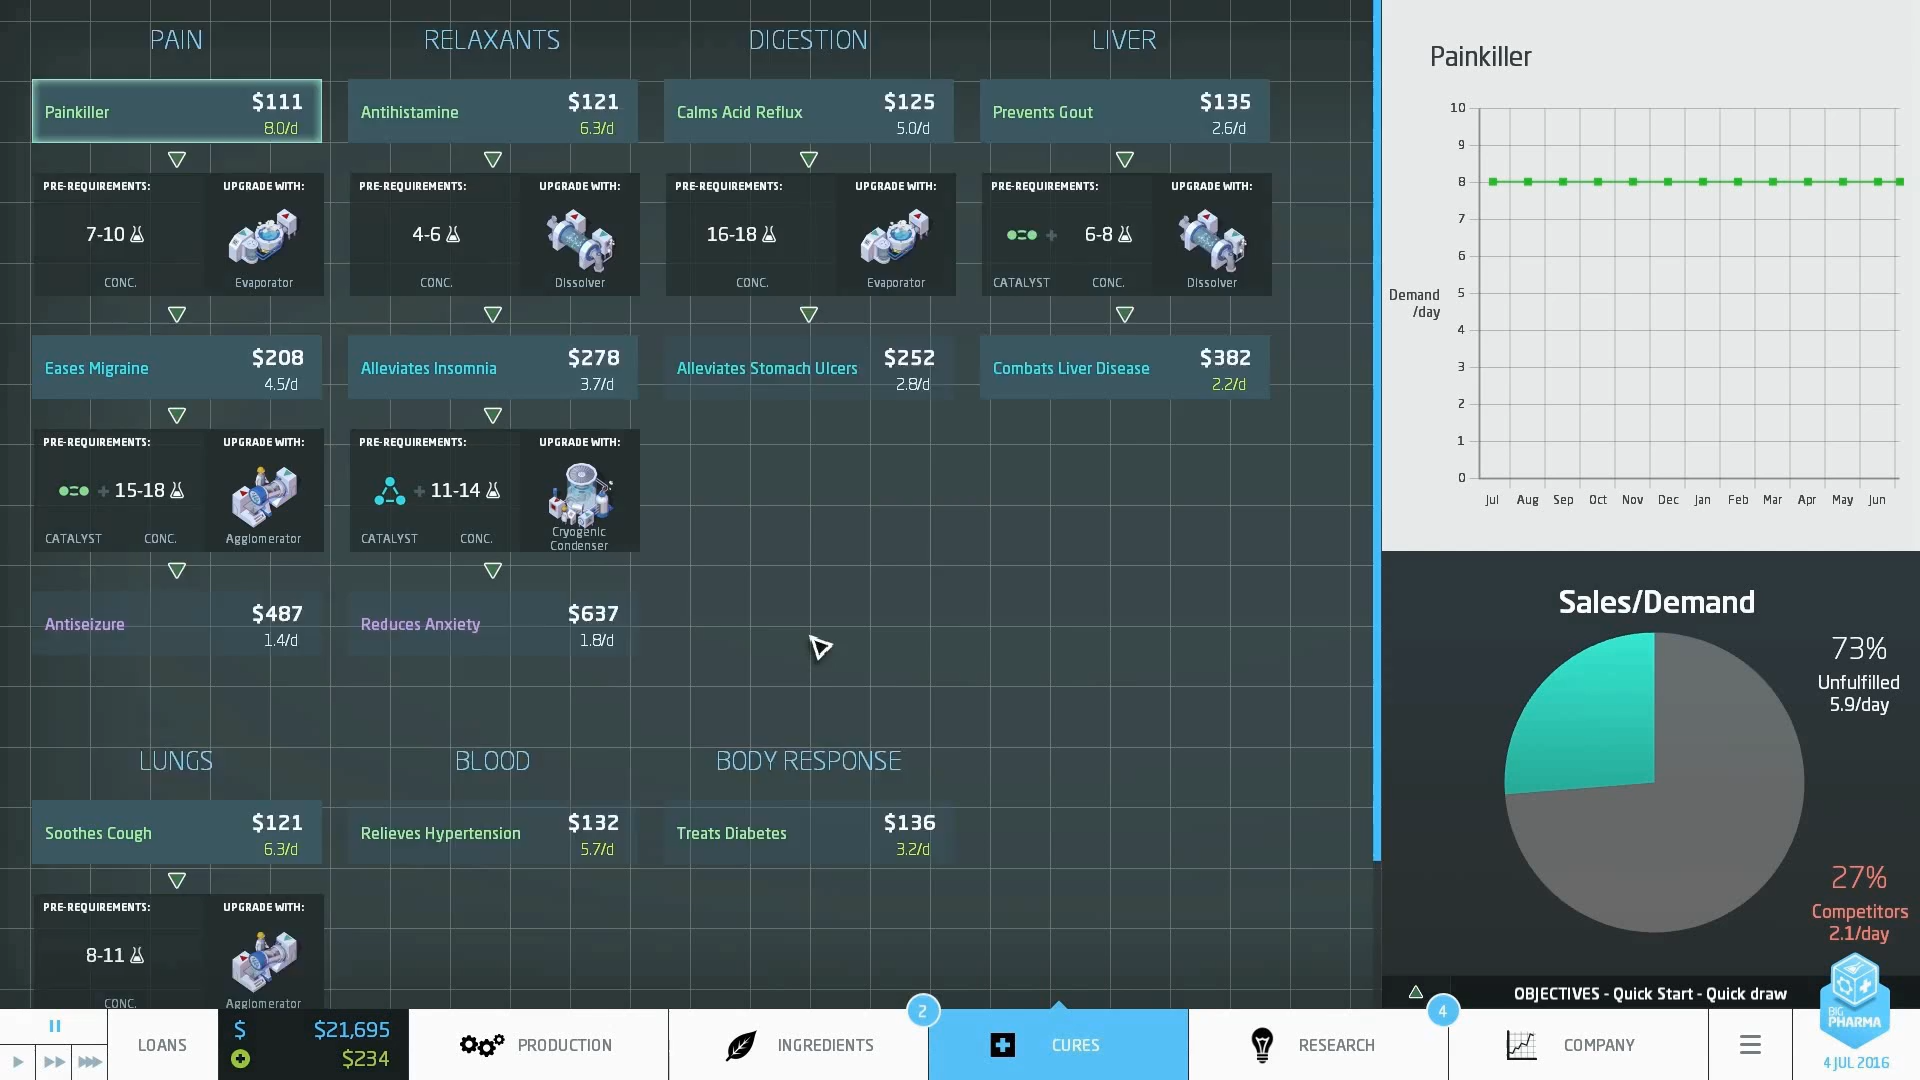 PAIN
RELAXANTS
DIGESTION
LIVER
Painkiller
$111
8.0/d
Antihistamine
$121
6.3/d
Calms Acid Reflux
$125
5.0/d
Prevents Gout
$135
2.6/d
PRE-REQUIREMENTS:
UPGRADE WITH:
7-10
CONC.
Evaporator
PRE-REQUIREMENTS:
UPGRADE WITH:
4-6
CONC.
Dissolver
PRE-REQUIREMENTS:
UPGRADE WITH:
16-18
CONC.
Evaporator
PRE-REQUIREMENTS:
UPGRADE WITH:
+ 6-8
CATALYST
CONC.
Dissolver
Eases Migraine
$208
4.5/d
Alleviates Insomnia
$278
3.7/d
Alleviates Stomach Ulcers
$252
2.8/d
Combats Liver Disease
$382
2.2/d
PRE-REQUIREMENTS:
UPGRADE WITH:
+ 15-18
CATALYST
CONC.
Agglomerator
PRE-REQUIREMENTS:
UPGRADE WITH:
+ 11-14
CATALYST
CONC.
Cryogenic
Condenser
Antiseizure
$487
1.4/d
Reduces Anxiety
$637
1.8/d
LUNGS
BLOOD
BODY RESPONSE
Soothes Cough
$121
6.3/d
Relieves Hypertension
$132
5.7/d
Treats Diabetes
$136
3.2/d
PRE-REQUIREMENTS:
UPGRADE WITH:
8-11
CONC.
Agglomerator
Painkiller
10
9
8
7
6
5
4
3
2
1
0
Demand
/day
Jul Aug Sep Oct Nov Dec Jan Feb Mar Apr May Jun
Sales/Demand
73%
Unfulfilled
5.9/day
27%
Competitors
2.1/day
OBJECTIVES - Quick Start - Quick draw
LOANS
$ $21,695
$234
PRODUCTION
INGREDIENTS
2
CURES
RESEARCH
4
COMPANY
BIG
PHARMA
4 JUL 2016